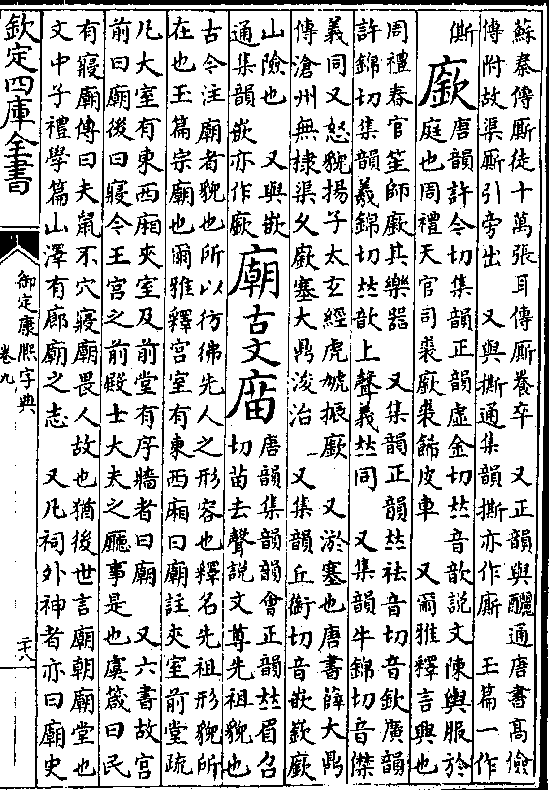 蘇秦傳廝徒十萬張耳傳廝養卒 又正韻與釃通唐書高儉
傳附故渠廝引旁出 又與撕通集韻撕亦作廝 玉篇一作
㒋
廞
唐韻許今切集韻正韻虛金切𠀤音歆說文陳輿服於
庭也周禮天官司裘廞裘飾皮車 又爾雅釋言興也
周禮春官笙師廞其樂器 又集韻正韻𠀤祛音切音欽廣韻
許錦切集韻羲錦切𠀤歆上聲義𠀤同 又集韻牛錦切音僸
義同又怒貌揚子太玄經虎虓振廞 又淤塞也唐書薛大鼎
傳滄州無棣渠久廞塞大鼎浚治 又集韻丘銜切音嵌嶔廞
山險也 又與嵌
通集韻嵌亦作廞
廟古文庿
唐韻集韻韻會正韻𠀤眉召
切苗去聲說文尊先祖貌也
古今注廟者貌也所以彷彿先人之形容也釋名先祖形貌所
在也玉篇宗廟也爾雅釋宮室有東西廂曰廟註夾室前堂疏
凡大室有東西廂夾室及前堂有序牆者曰廟 又六書故宮
前曰廟後曰寢今王宮之前殿士大夫之廳事是也虞箴曰民
有寢廟傳曰夫鼠不穴寢廟畏人故也猶後世言廟朝廟堂也
文中子禮學篇山澤有廊廟之志 又凡祠外神者亦曰廟史
欽定四庫全書
御定康熙字典
卷九
二十八